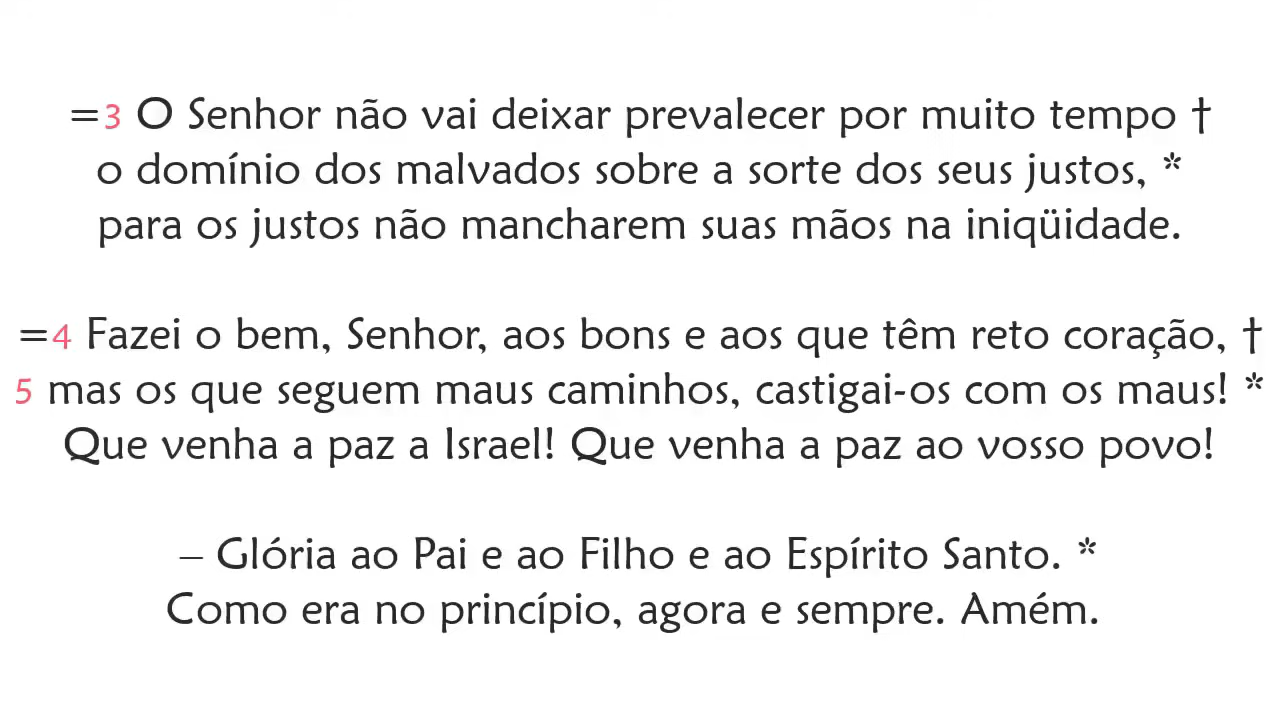 =3 O Senhor não vai deixar prevalecer por muito tempo †
o domínio dos malvados sobre a sorte dos seus justos, *
para os justos não mancharem suas mãos na iniqüidade.
=4 Fazei o bem, Senhor, aos bons e aos que têm reto coração, †
5 mas os que seguem maus caminhos, castigai-os com os maus! *
Que venha a paz a Israel! Que venha a paz ao vosso povo!
– Glória ao Pai e ao Filho e ao Espírito Santo. *
Como era no princípio, agora e sempre. Amém.